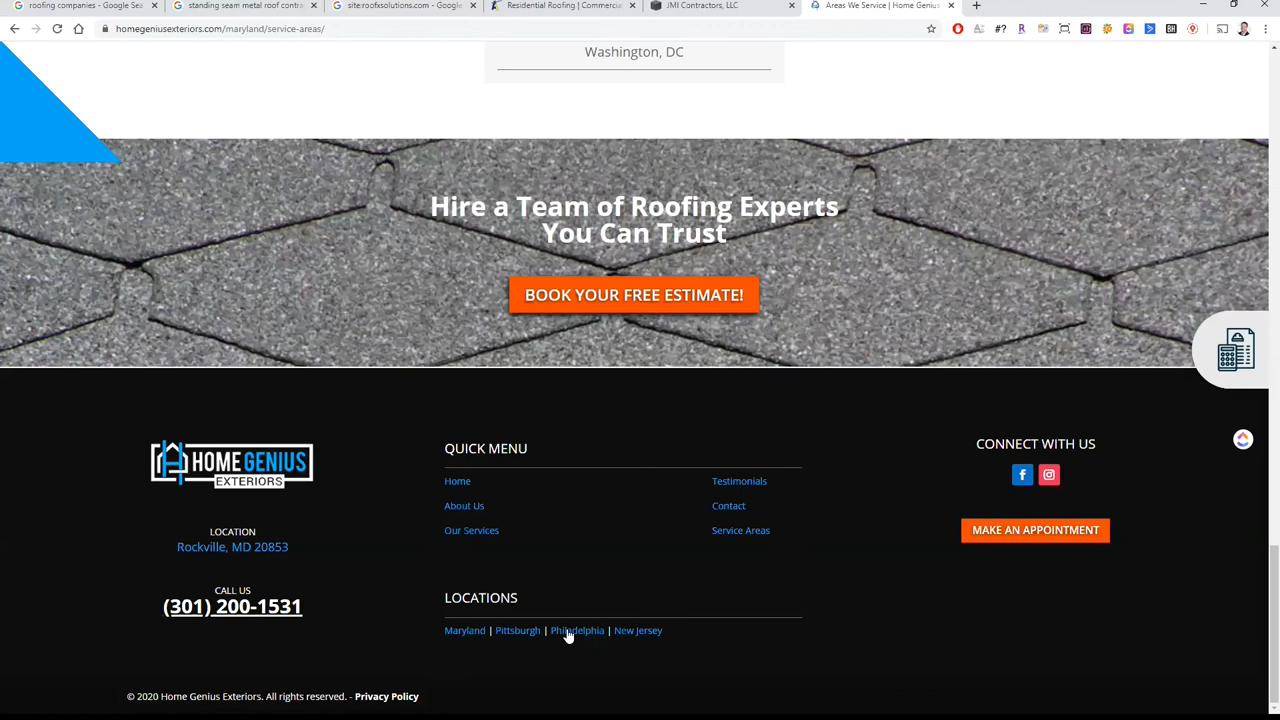 roofing companies - Google Sea
standing seam metal roof contra
site:roofksolutions.com - Google
Residential Roofing | Commercial
JMI Contractors, LLC
Areas We Service | Home Genius
homegeniusexteriors.com/maryland/service-areas/
Washington, DC
Hire a Team of Roofing Experts
You Can Trust
BOOK YOUR FREE ESTIMATE!
HOME GENIUS
EXTERIORS
LOCATION
Rockville, MD 20853
CALL US
(301) 200-1531
QUICK MENU
Home
Testimonials
About Us
Contact
Our Services
Service Areas
LOCATIONS
Maryland | Pittsburgh | Philadelphia | New Jersey
CONNECT WITH US
MAKE AN APPOINTMENT
© 2020 Home Genius Exteriors. All rights reserved. - Privacy Policy